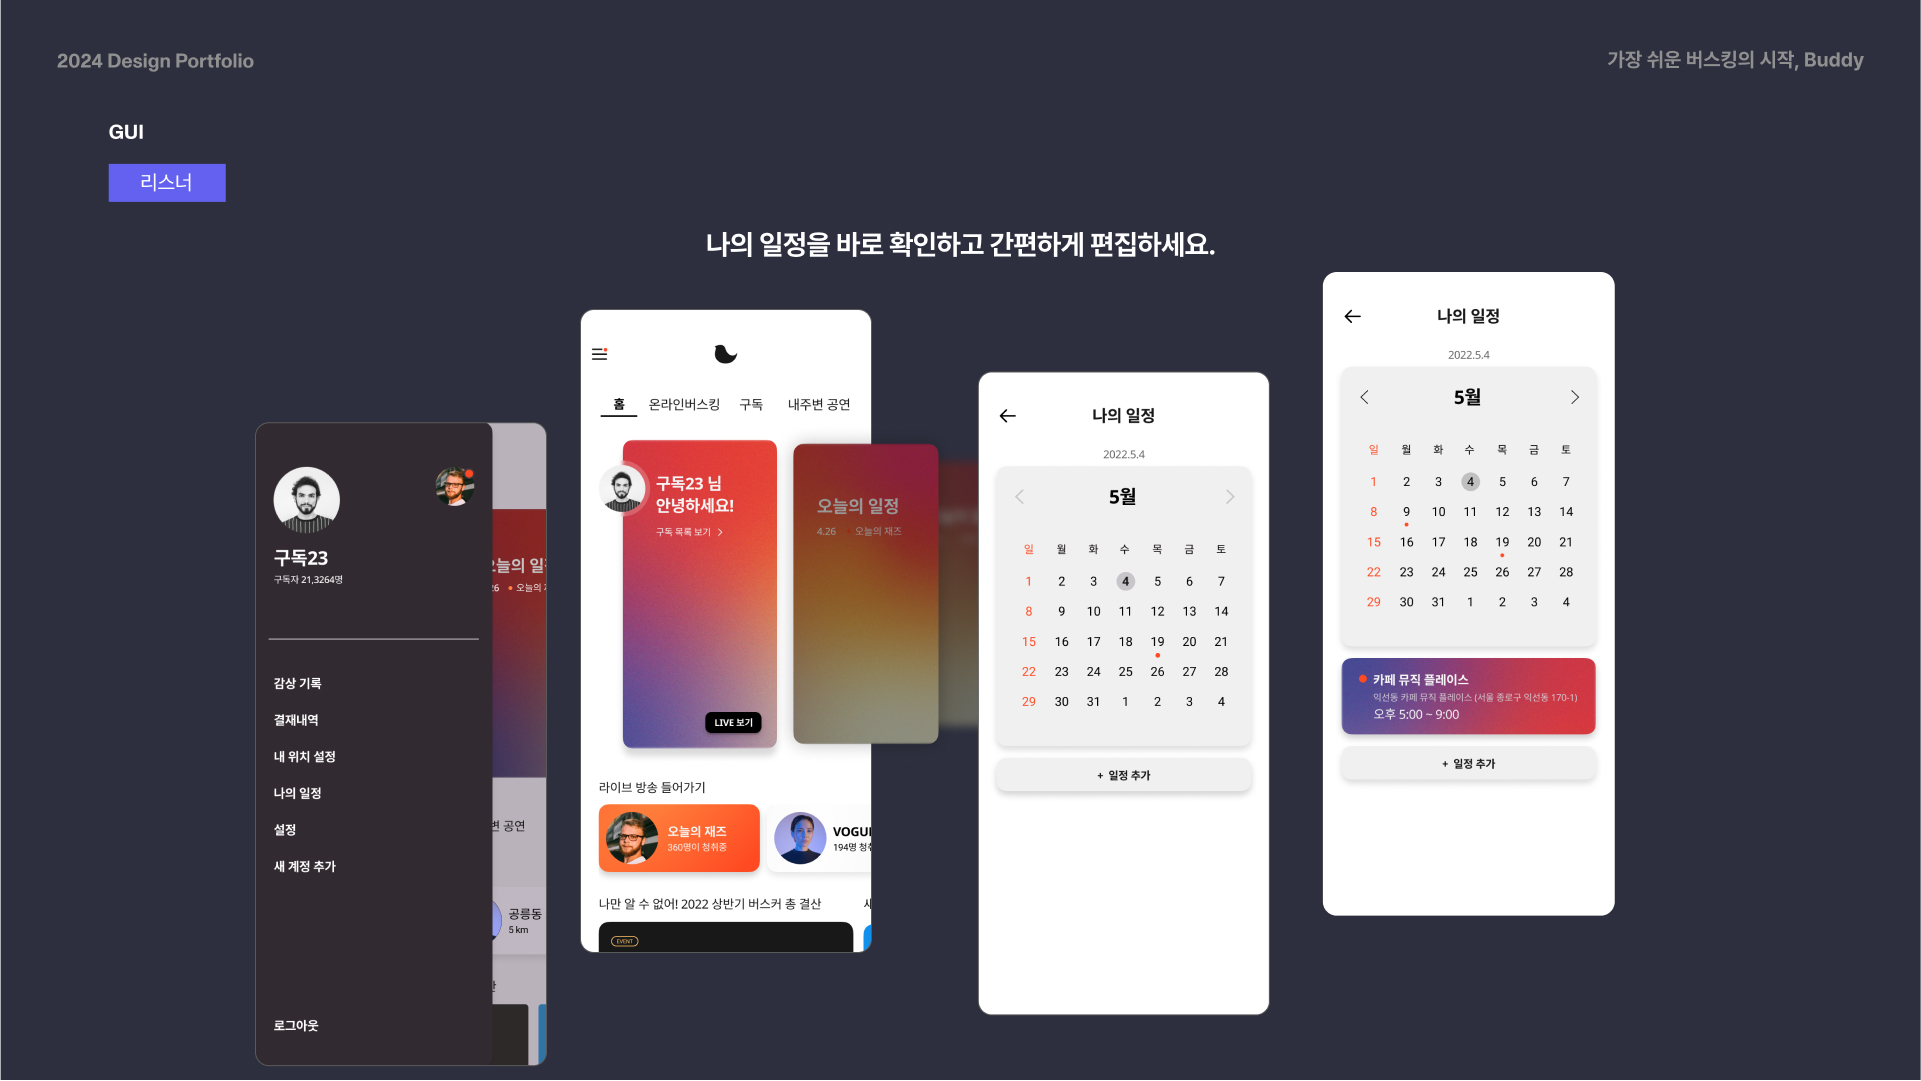 2024 Design Portfolio
가장 쉬운 버스킹의 시작, Buddy
GUI
리스너
나의 일정을 바로 확인하고 간편하게 편집하세요.
구독23
구독자 21,3264명
감상 기록
결재내역
내 위치 설정
나의 일정
설정
새 계정 추가
로그아웃
오늘의 일
26 오늘의
변 공연
공릉동
5 km
홈 온라인버스킹 구독 내주변 공연
구독23 님
안녕하세요!
구독 목록 보기 >
LIVE 보기
오늘의 일정
4.26 오늘의 재즈
라이브 방송 들어가기
오늘의 재즈
360명이 청취중
VOGU
194명 청취
나만 알 수 없어! 2022 상반기 버스커 총 결산
EVENT
나의 일정
2022.5.4
5월
일 월 화 수 목 금 토
1 2 3 4 5 6 7
8 9 10 11 12 13 14
15 16 17 18 19 20 21
22 23 24 25 26 27 28
29 30 31 1 2 3 4
+ 일정 추가
나의 일정
2022.5.4
5월
일 월 화 수 목 금 토
1 2 3 4 5 6 7
8 9 10 11 12 13 14
15 16 17 18 19 20 21
22 23 24 25 26 27 28
29 30 31 1 2 3 4
카페 뮤직 플레이스
익선동 카페 뮤직 플레이스 (서울 종로구 익선동 170-1)
오후 5:00 ~ 9:00
+ 일정 추가